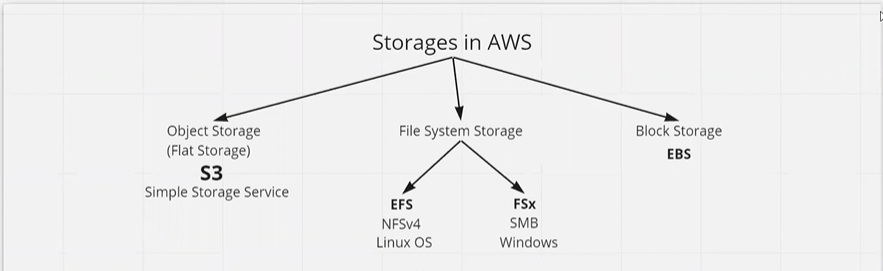 Storages in AWS
Object Storage
(Flat Storage)
S3
Simple Storage Service
File System Storage
EFS
NFSv4
Linux OS
FSx
SMB
Windows
Block Storage
EBS